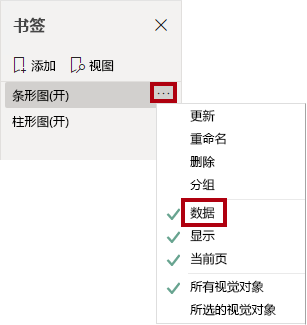 书签
添加 视图
条形图(开) ...
柱形图(开)
更新
重命名
删除
分组
数据
显示
当前页
所有视觉对象
所选的视觉对象